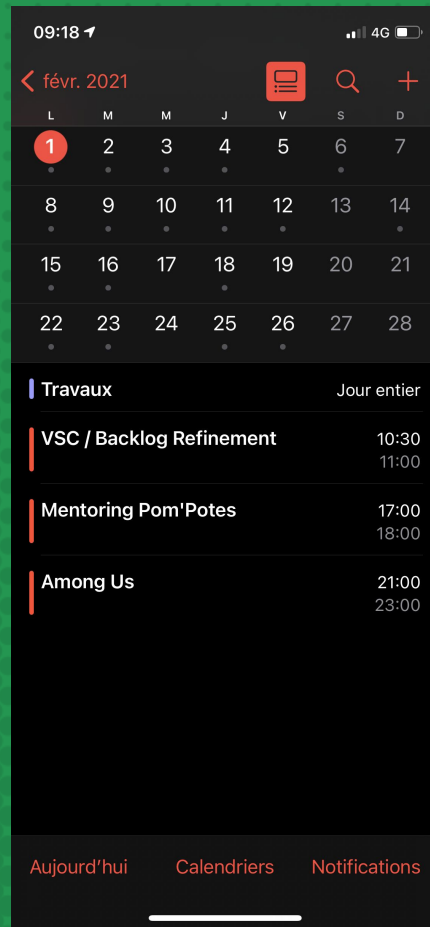 09:18 4G
févr. 2021
L M M J V S D
1 2 3 4 5 6 7
8 9 10 11 12 13 14
15 16 17 18 19 20 21
22 23 24 25 26 27 28
Travaux Jour entier
VSC / Backlog Refinement 10:30
11:00
Mentoring Pom'Potes 17:00
18:00
Among Us 21:00
23:00
Aujourd'hui Calendriers Notifications